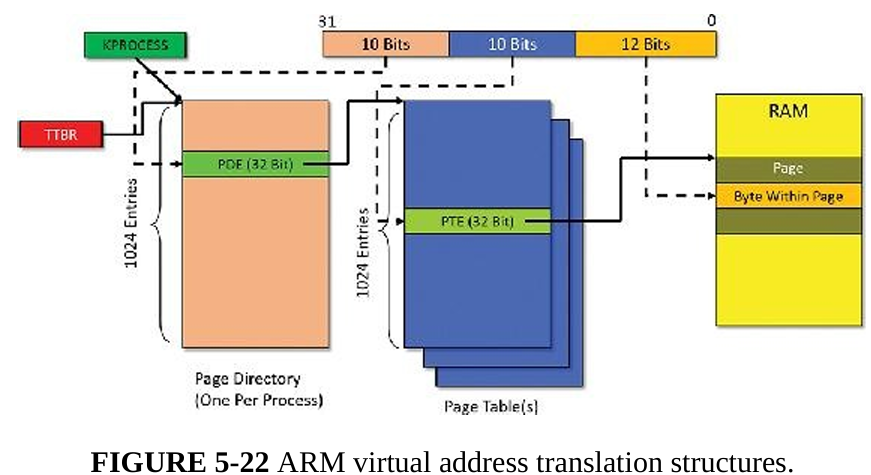 31
0
KPROCESS
10 Bits
10 Bits
12 Bits
TTBR
PDE (32 Bit)
1024 Entries
PTE (32 Bit)
1024 Entries
RAM
Page
Byte Within Page
Page Directory
(One Per Process)
Page Table(s)
FIGURE 5-22 ARM virtual address translation structures.